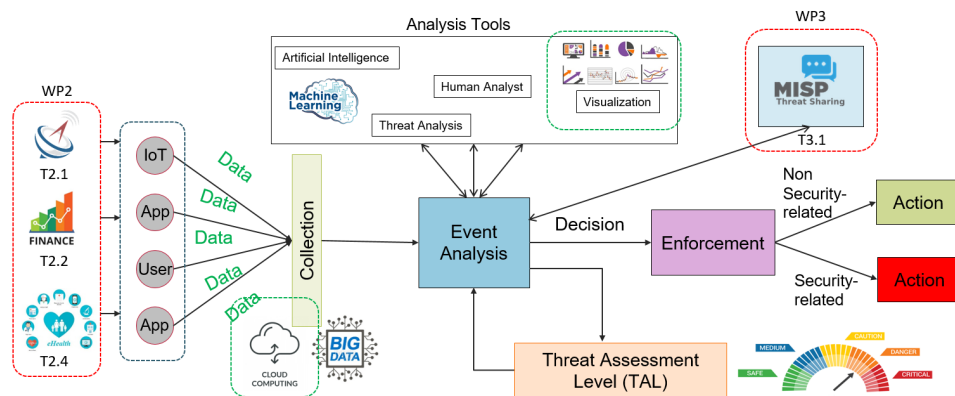 Analysis Tools
WP3
Artificial Intelligence
MISP
Threat Sharing
Machine
Learning
Human Analyst
Visualization
WP2
Threat Analysis
T3.1
IoT
Data
T2.1
Data
Non
Security-
related
App
Data
Collection
Event
Analysis
Decision
Enforcement
Action
FINANCE
T2.2
User
Data
Security-
related
Action
Data
App
eHealth
T2.4
CLOUD
COMPUTING
BIG
DATA
Threat Assessment
Level (TAL)
SAFE
MEDIUM
CAUTION
DANGER
CRITICAL